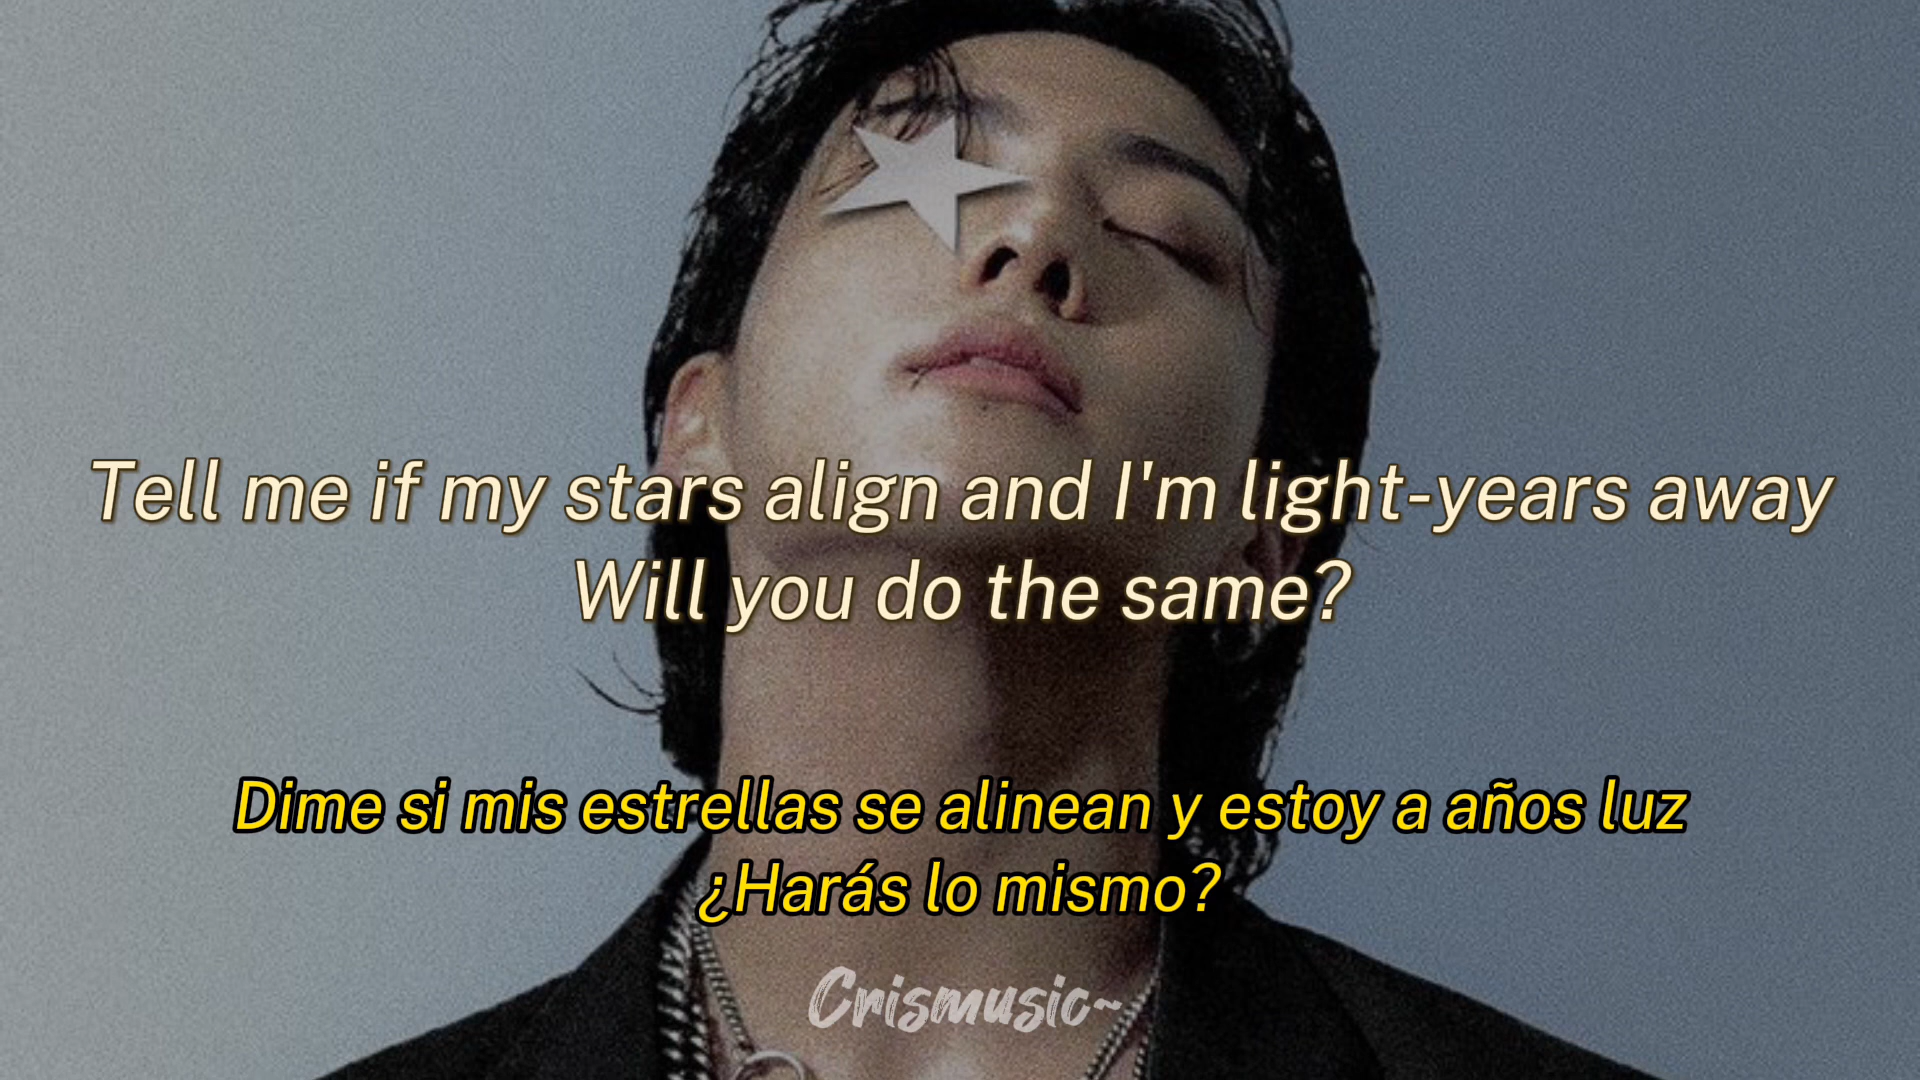 Tell me if my stars align and I'm light-years away
Will you do the same?
Dime si mis estrellas se alinean y estoy a años luz
¿Harás lo mismo?
Crismusic~